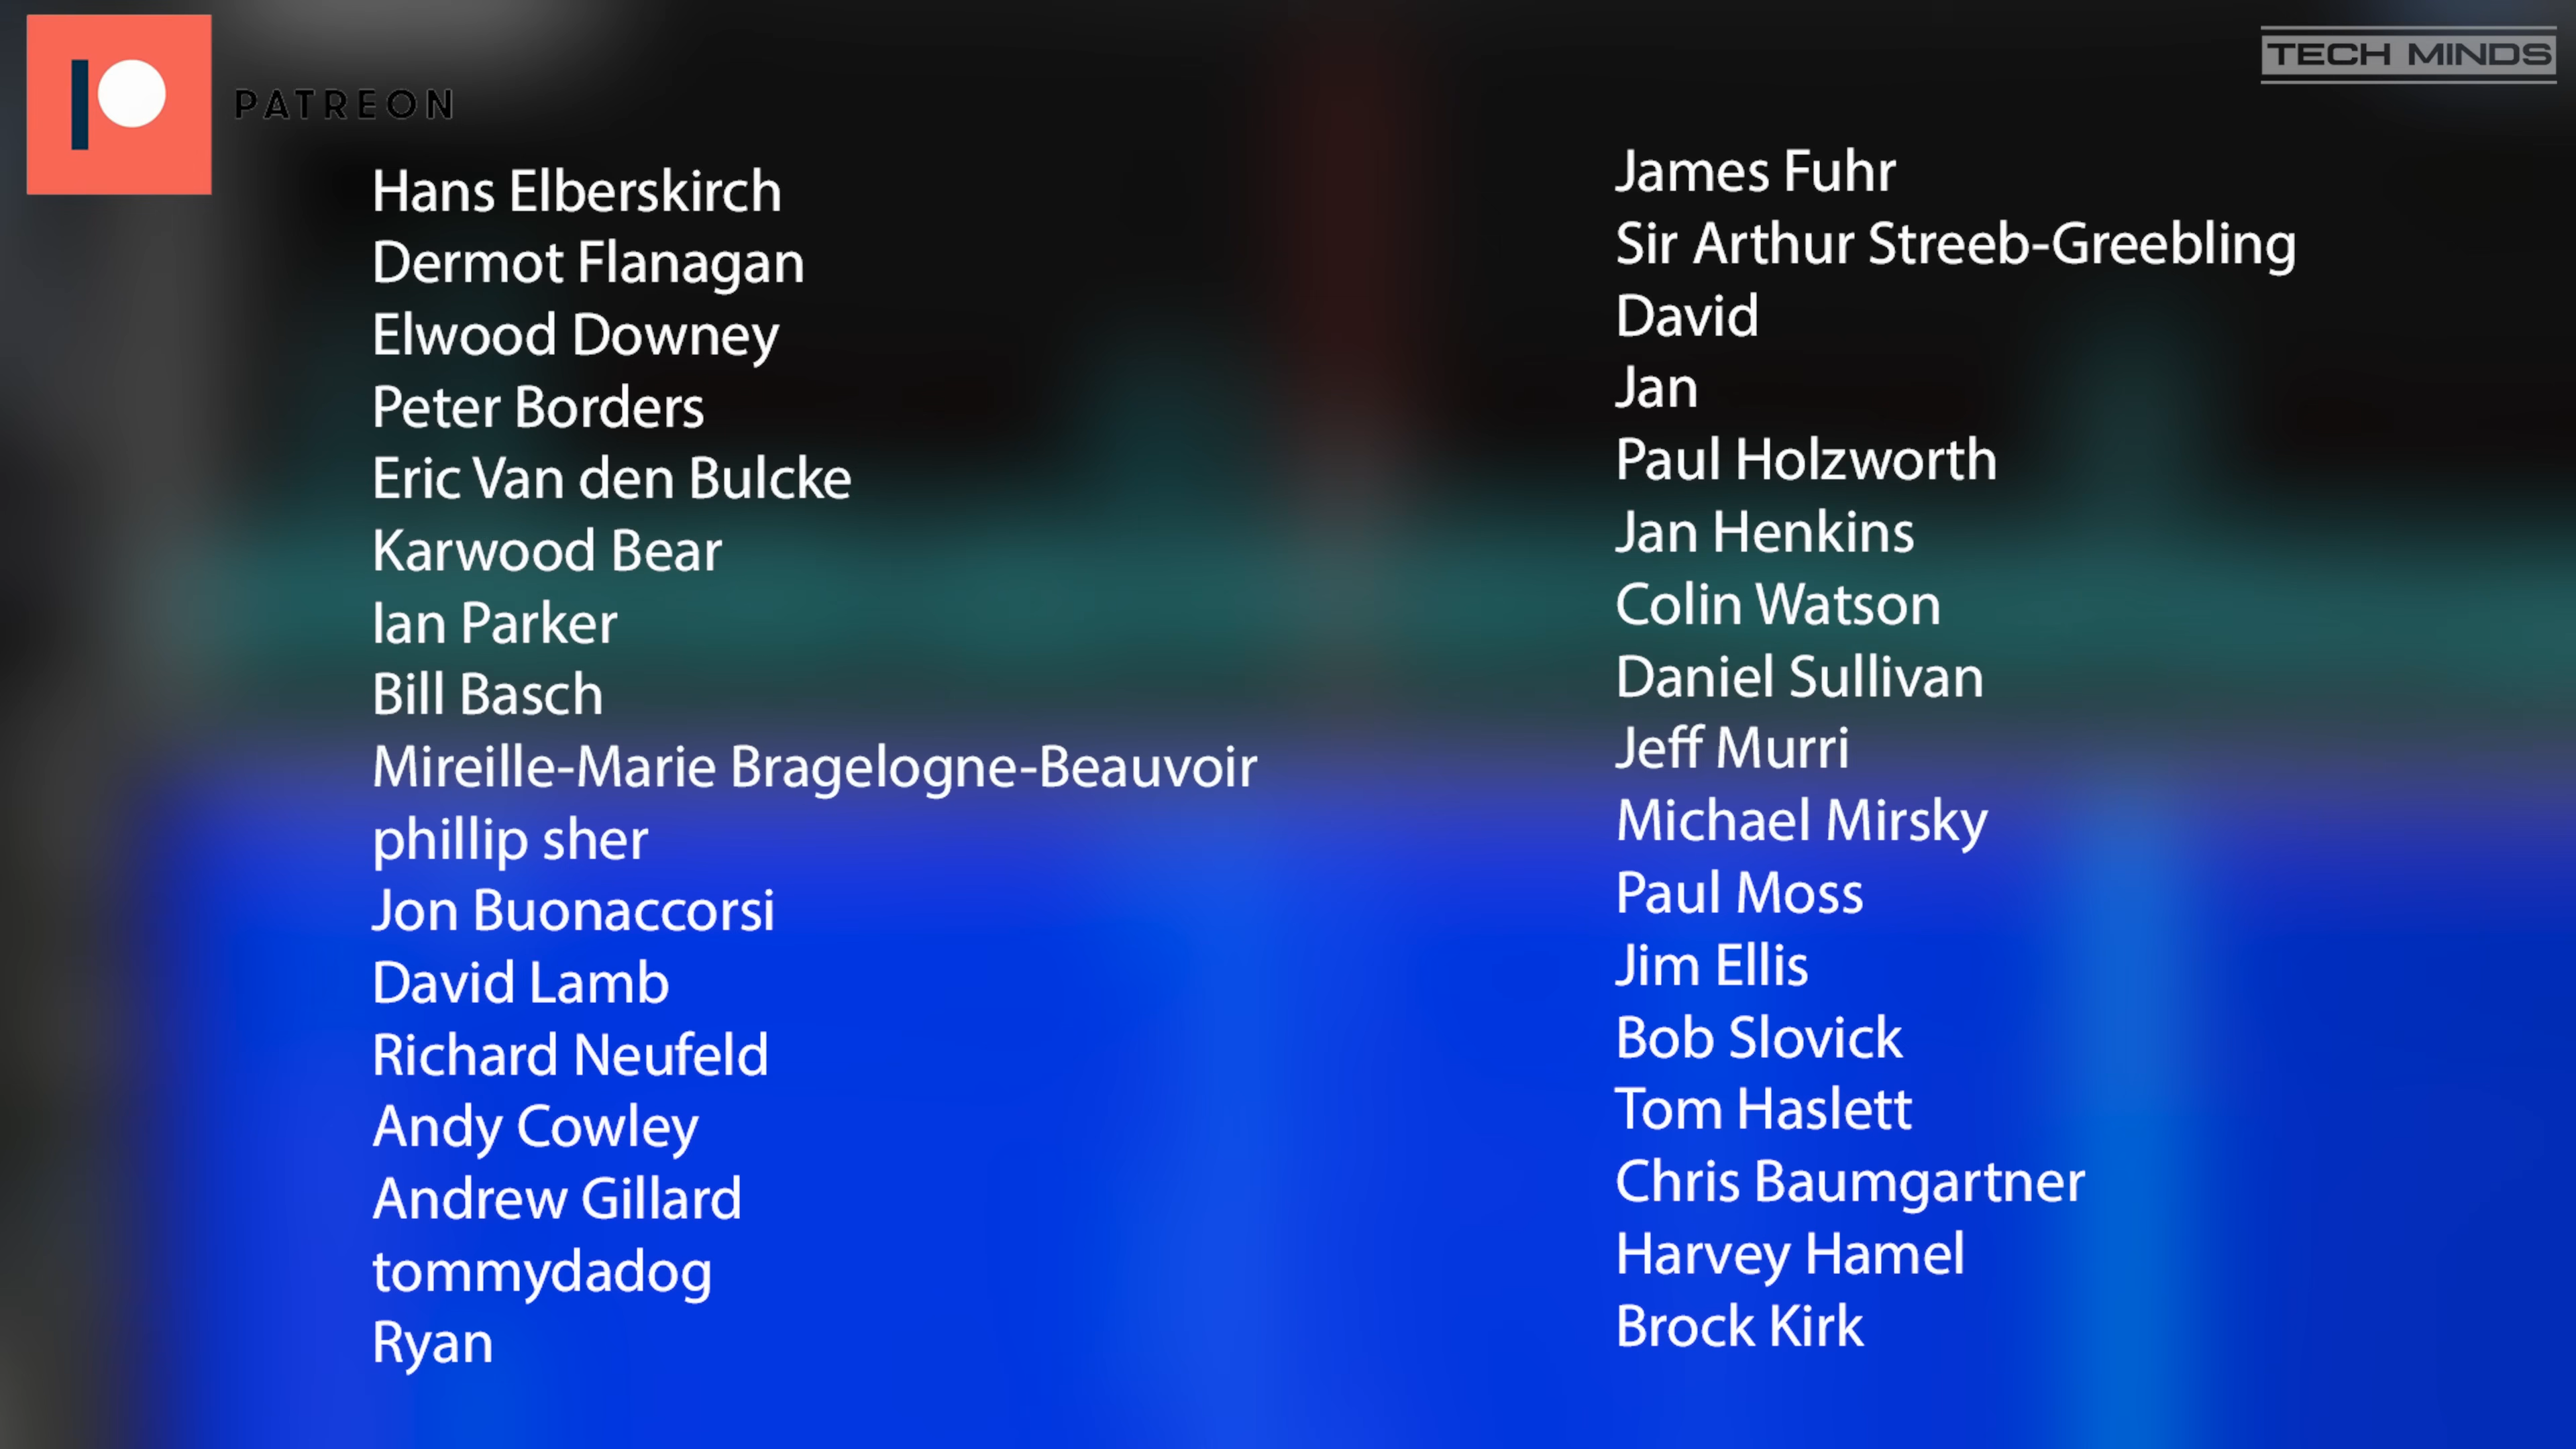 PATREON
TECH MINDS
Hans Elberskirch
Dermot Flanagan
Elwood Downey
Peter Borders
Eric Van den Bulcke
Karwood Bear
Ian Parker
Bill Basch
Mireille-Marie Bragelogne-Beauvoir
phillip sher
Jon Buonaccorsi
David Lamb
Richard Neufeld
Andy Cowley
Andrew Gillard
tommydadog
Ryan
James Fuhr
Sir Arthur Streeb-Greebling
David
Jan
Paul Holzworth
Jan Henkins
Colin Watson
Daniel Sullivan
Jeff Murri
Michael Mirsky
Paul Moss
Jim Ellis
Bob Slovick
Tom Haslett
Chris Baumgartner
Harvey Hamel
Brock Kirk